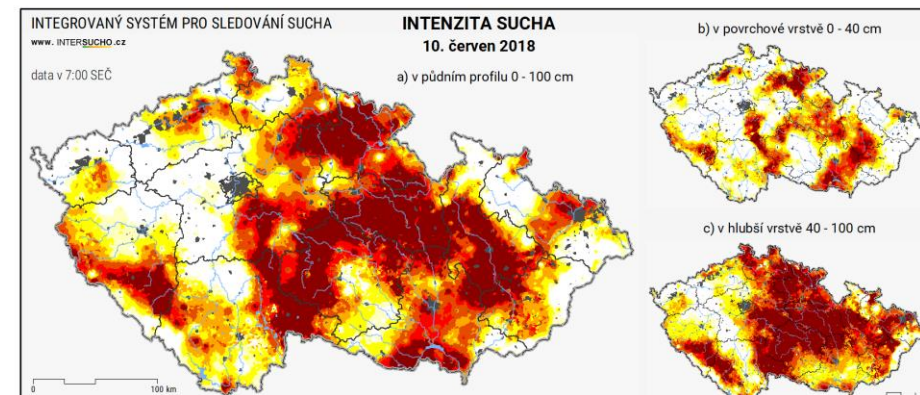 INTEGROVANÝ SYSTÉM PRO SLEDOVÁNÍ SUCHA
www. INTERSUCHO.cz
data v 7:00 SEČ
INTENZITA SUCHA
10. červen 2018
a) v půdním profilu 0 - 100 cm
b) v povrchové vrstvě 0 - 40 cm
c) v hlubší vrstvě 40 - 100 cm
0 100 km